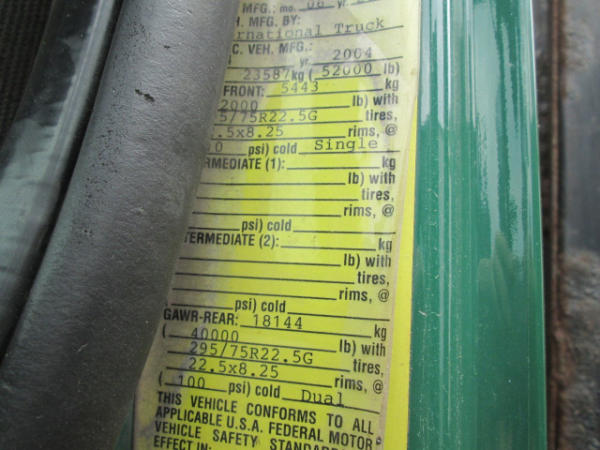 MFG.: mo. 06 yr.
MFG. BY:
rnational Truck
C. VEH. MFG.:
yr. 2004
23587 kg ( 52000 lb)
FRONT: 5443 kg
2000 lb) with
5/75R22.5G tires,
.5x8.25 rims, @
0 psi) cold Single
RMEDIATE (1): kg
lb) with
tires,
rims, @
psi) cold
TERMEDIATE (2): kg
lb) with
tires,
rims, @
psi) cold
GAWR-REAR: 18144 kg
( 40000 lb) with
295/75R22.5G tires,
22.5x8.25 rims, @
( 100 psi) cold Dual
THIS VEHICLE CONFORMS TO ALL
APPLICABLE U.S.A. FEDERAL MOTOR
VEHICLE SAFETY STANDARD
EFFECT IN: